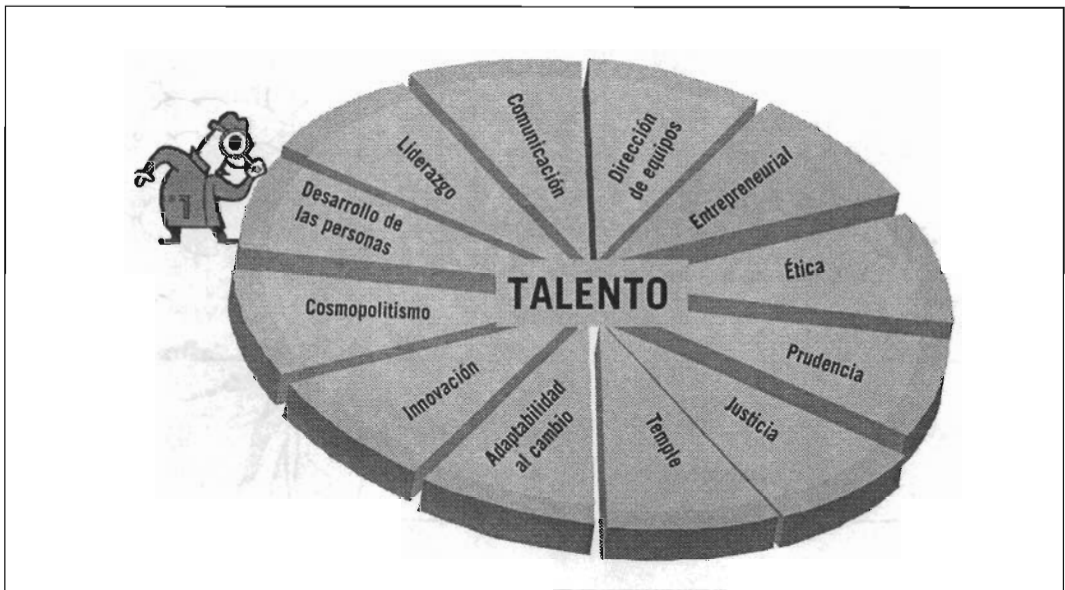 Comunicación
Dirección
de equipos
Entrepreneurial
Ética
Prudencia
Justicia
Temple
Adaptabilidad
al cambio
Innovación
Cosmopolitismo
Desarrollo de
las personas
Liderazgo
TALENTO